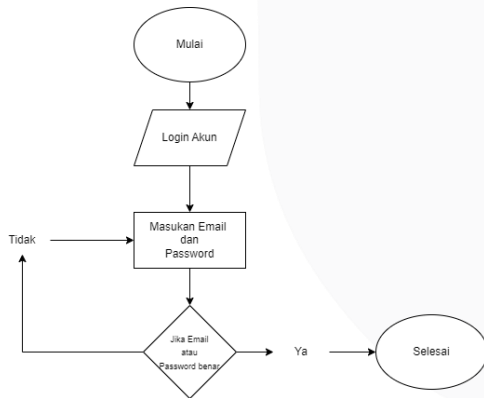 Mulai
Login Akun
Masukan Email
dan
Password
Tidak
Jika Email
atau
Password benar
Ya
Selesai